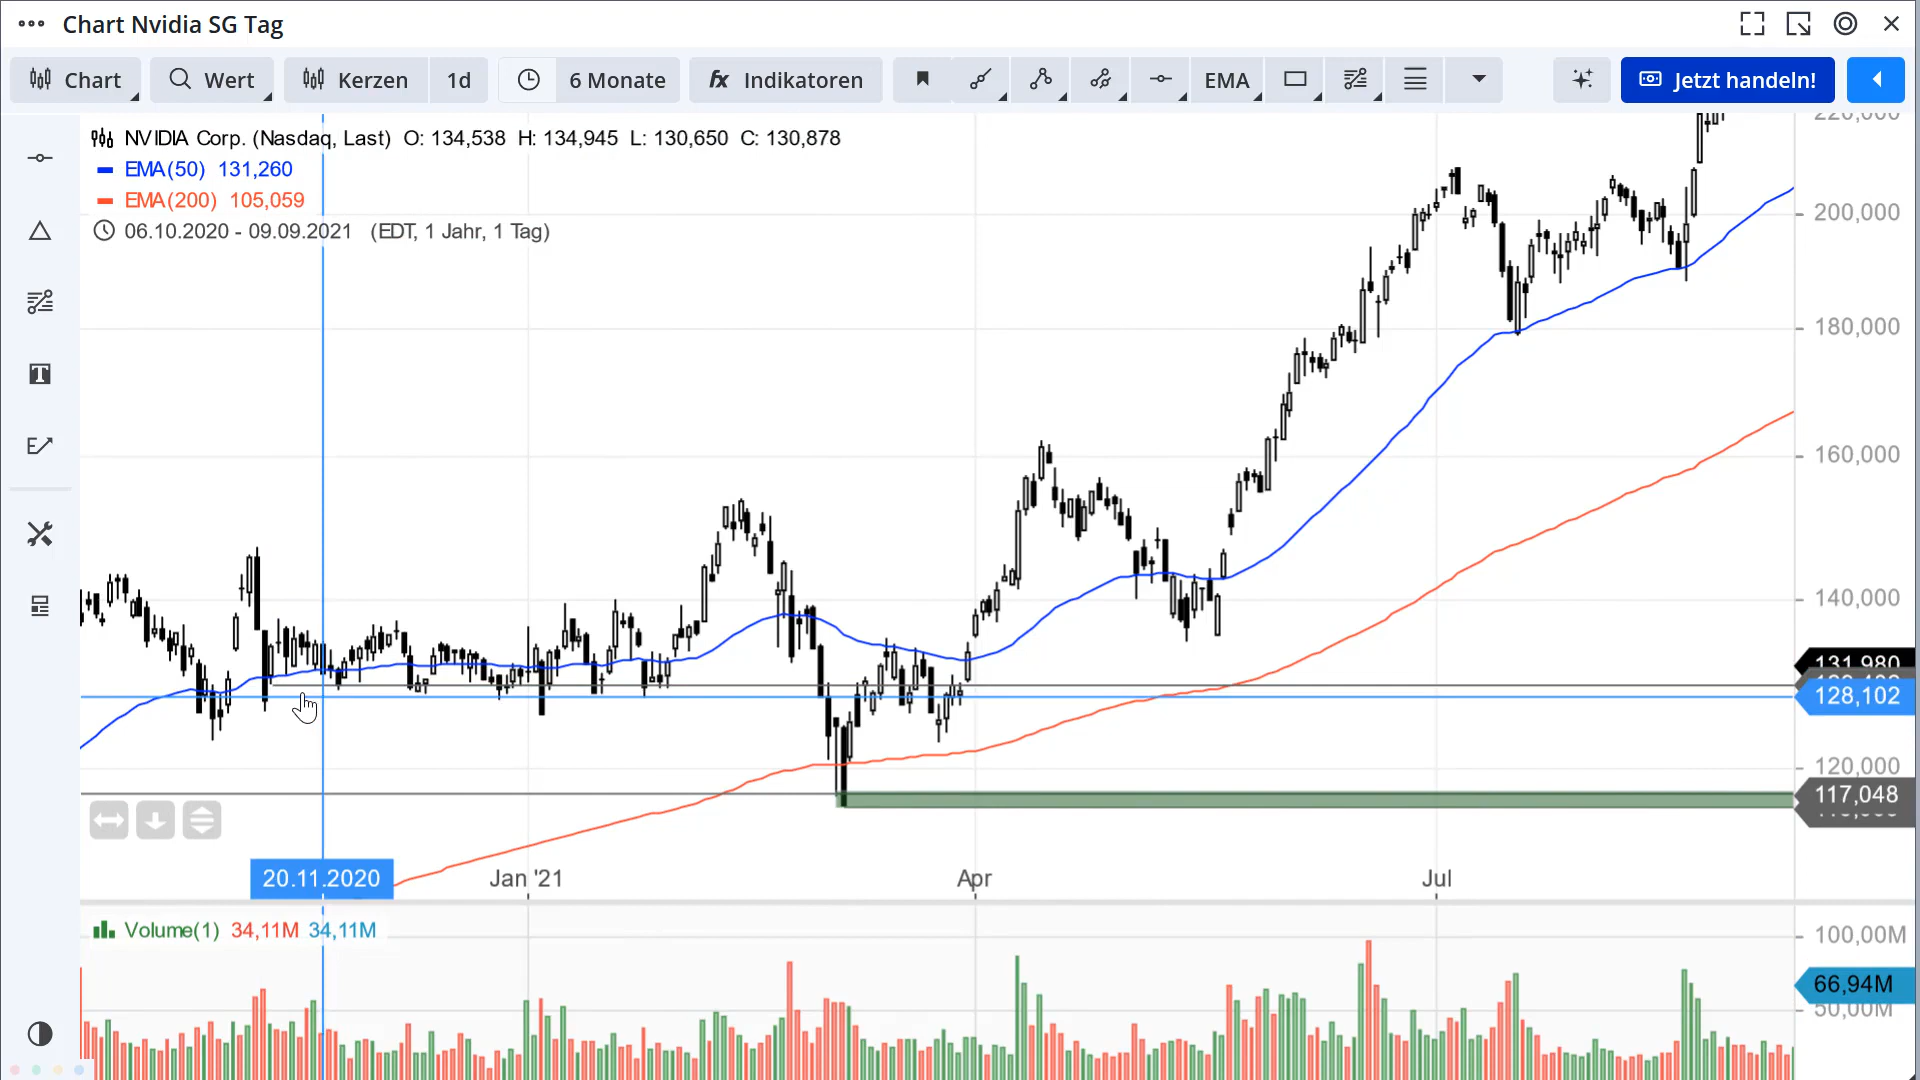 Chart Nvidia SG Tag
Chart Wert Kerzen 1d 6 Monate fx Indikatoren EMA Jetzt handeln!
NVIDIA Corp. (Nasdaq, Last) O: 134,538 H: 134,945 L: 130,650 C: 130,878
EMA(50) 131,260
EMA(200) 105,059
06.10.2020 - 09.09.2021 (EDT, 1 Jahr, 1 Tag)
220,000
200,000
180,000
160,000
140,000
131,980
128,102
120,000
117,048
20.11.2020 Jan '21 Apr Jul
Volume(1) 34,11M 34,11M
100,00M
66,94M
50,00M